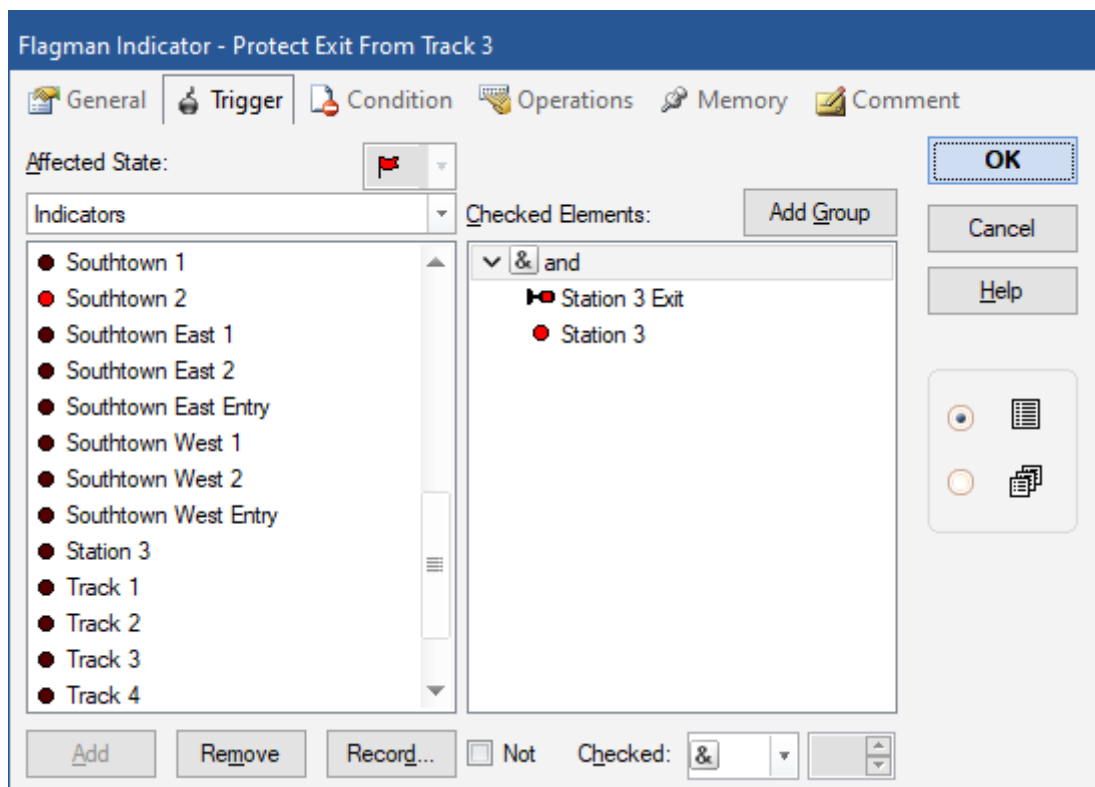 Flagman Indicator - Protect Exit From Track 3
General Trigger Condition Operations Memory Comment
Affected State:
Indicators
Southtown 1
Southtown 2
Southtown East 1
Southtown East 2
Southtown East Entry
Southtown West 1
Southtown West 2
Southtown West Entry
Station 3
Track 1
Track 2
Track 3
Track 4
Add Remove Record...
Checked Elements: Add Group
& and
Station 3 Exit
Station 3
Not Checked: &
OK
Cancel
Help